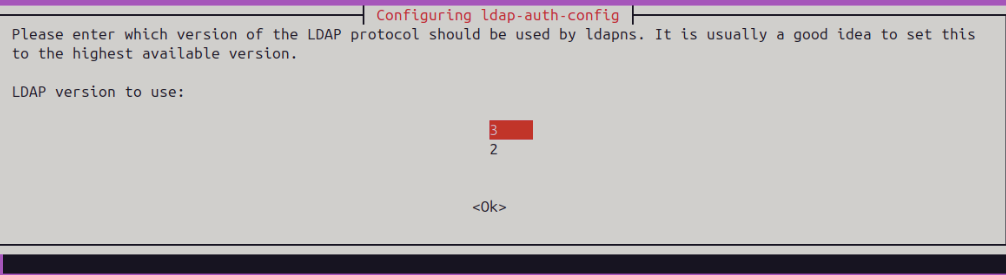 Configuring ldap-auth-config
Please enter which version of the LDAP protocol should be used by ldapns. It is usually a good idea to set this
to the highest available version.
LDAP version to use:
3
2
<Ok>